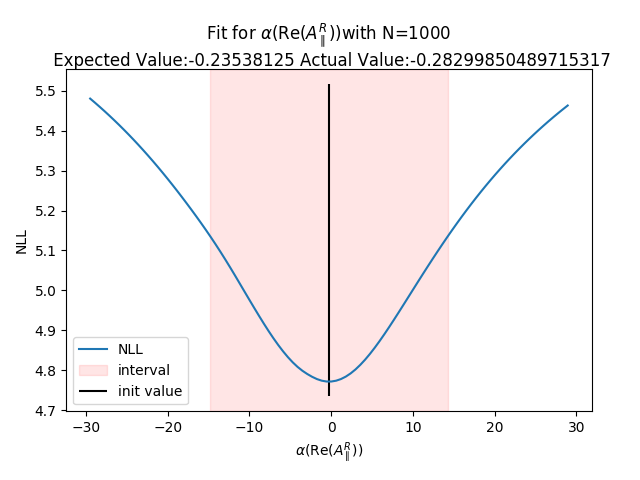 Fit for α(Re(A_∥^R))with N=1000
Expected Value:-0.23538125 Actual Value:-0.28299850489715317
5.5
5.4
5.3
5.2
5.1
5.0
4.9
4.8
4.7
NLL
NLL
interval
init value
−30 −20 −10 0 10 20 30
α(Re(A_∥^R))